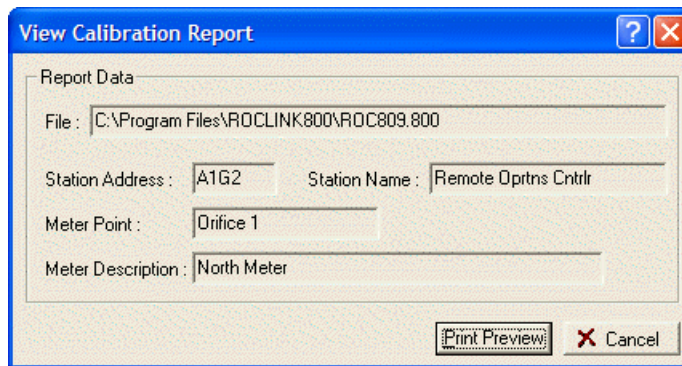 View Calibration Report
Report Data
File : C:\Program Files\ROCLINK800\ROC809.800
Station Address : A1G2 Station Name : Remote Oprtns Cntrlr
Meter Point : Orifice 1
Meter Description : North Meter
Print Preview Cancel